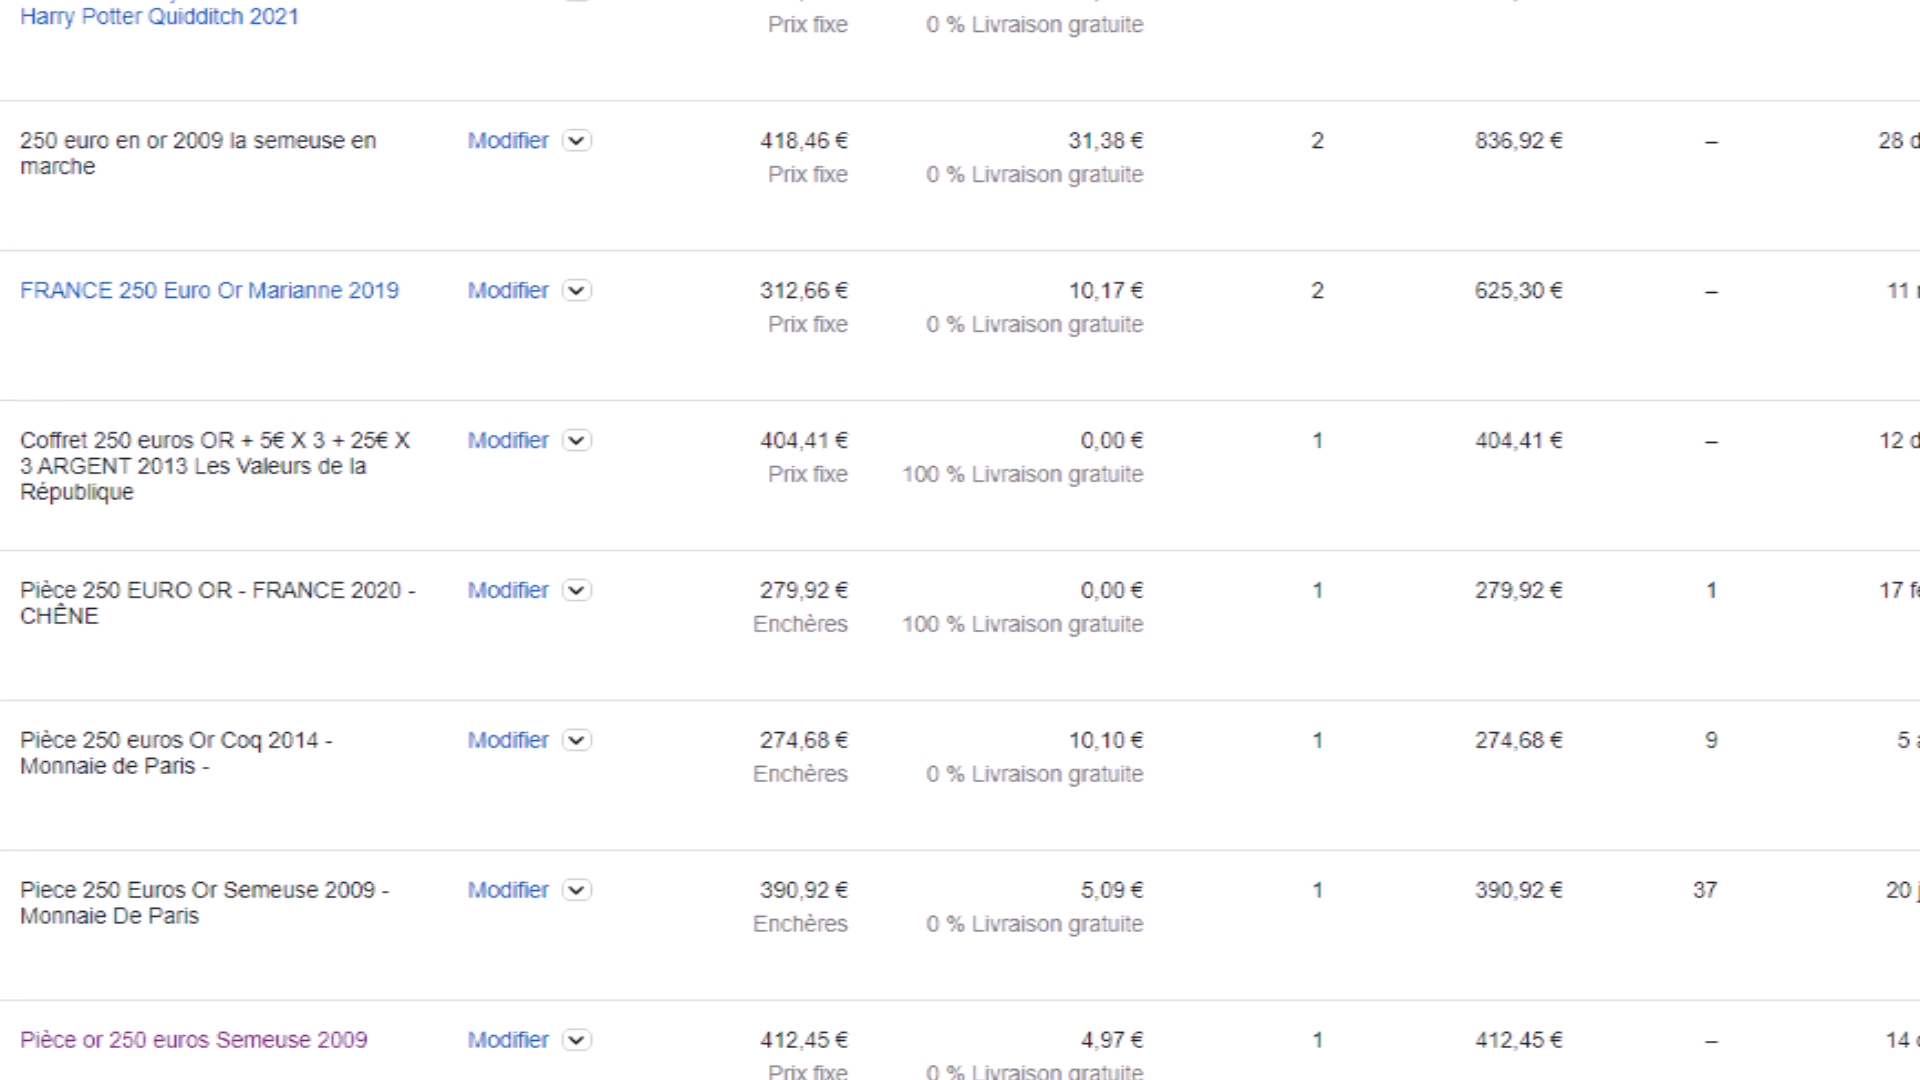 Harry Potter Quidditch 2021
Prix fixe 0 % Livraison gratuite
250 euro en or 2009 la semeuse en Modifier 418,46 € 31,38 € 2 836,92 € – 28
marche
Prix fixe 0 % Livraison gratuite
FRANCE 250 Euro Or Marianne 2019 Modifier 312,66 € 10,17 € 2 625,30 € – 11
Prix fixe 0 % Livraison gratuite
Coffret 250 euros OR + 5€ X 3 + 25€ X Modifier 404,41 € 0,00 € 1 404,41 € – 12
3 ARGENT 2013 Les Valeurs de la
Prix fixe 100 % Livraison gratuite
République
Pièce 250 EURO OR - FRANCE 2020 - Modifier 279,92 € 0,00 € 1 279,92 € 1 17
CHÊNE
Enchères 100 % Livraison gratuite
Pièce 250 euros Or Coq 2014 - Modifier 274,68 € 10,10 € 1 274,68 € 9 5
Monnaie de Paris -
Enchères 0 % Livraison gratuite
Piece 250 Euros Or Semeuse 2009 - Modifier 390,92 € 5,09 € 1 390,92 € 37 20
Monnaie De Paris
Enchères 0 % Livraison gratuite
Pièce or 250 euros Semeuse 2009 Modifier 412,45 € 4,97 € 1 412,45 € – 14
Prix fixe 0 % Livraison gratuite